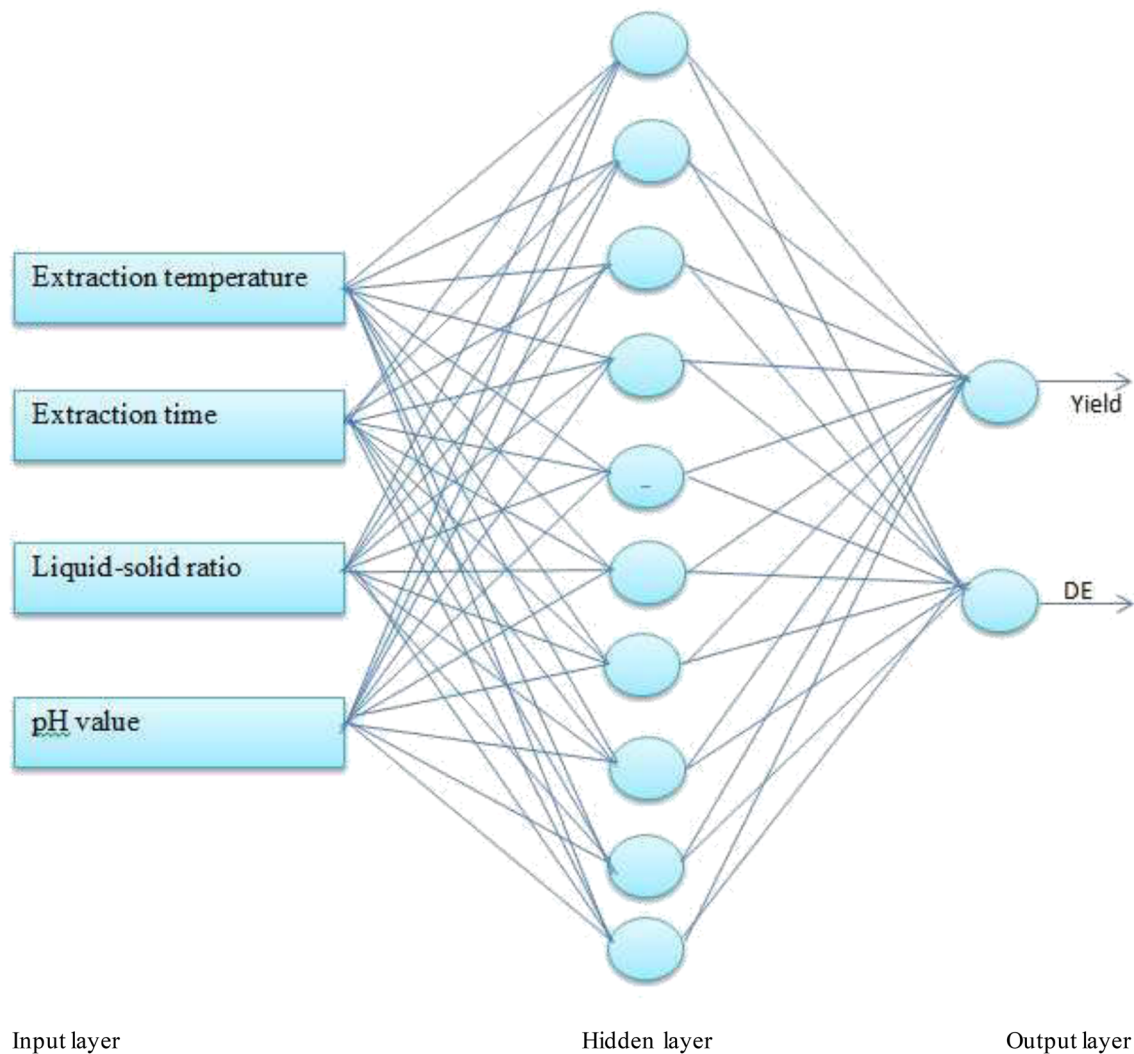 Extraction temperature
Extraction time
Liquid-solid ratio
pH value
Yield
DE
Input layer
Hidden layer
Output layer